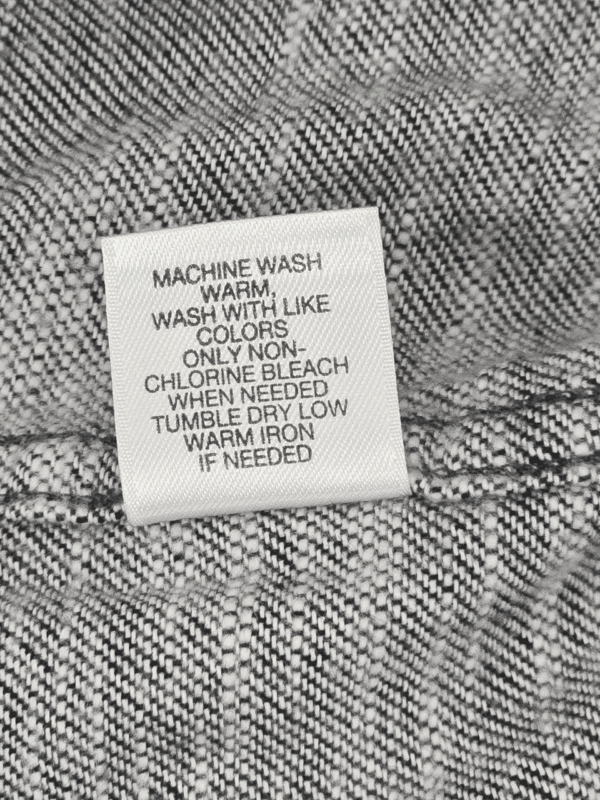 MACHINE WASH
WARM,
WASH WITH LIKE
COLORS
ONLY NON-
CHLORINE BLEACH
WHEN NEEDED
TUMBLE DRY LOW
WARM IRON
IF NEEDED